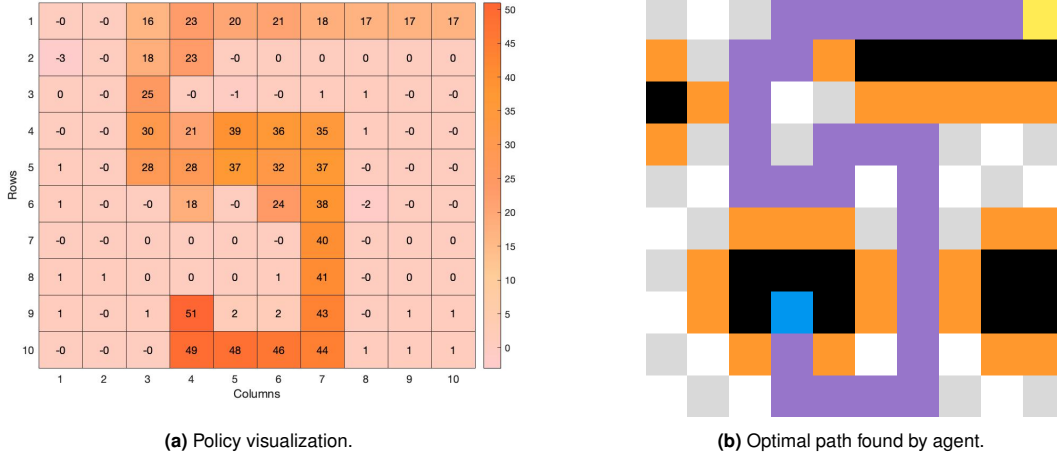 1 -0 -0 16 23 20 21 18 17 17 17 50
2 -3 -0 18 23 -0 0 0 0 0 0 45
3 0 -0 25 -0 -1 -0 1 1 -0 -0 40
4 -0 -0 30 21 39 36 35 1 -0 -0 35
5 1 -0 28 28 37 32 37 -0 -0 -0 30
Rows
6 1 -0 -0 18 -0 24 38 -2 -0 -0 25
7 -0 -0 0 0 0 -0 40 -0 0 0 20
8 1 1 0 0 0 1 41 -0 0 0 15
9 1 -0 1 51 2 2 43 -0 1 1 10
10 -0 -0 -0 49 48 46 44 1 1 1 5
0
1 2 3 4 5 6 7 8 9 10
Columns
(a) Policy visualization.
(b) Optimal path found by agent.